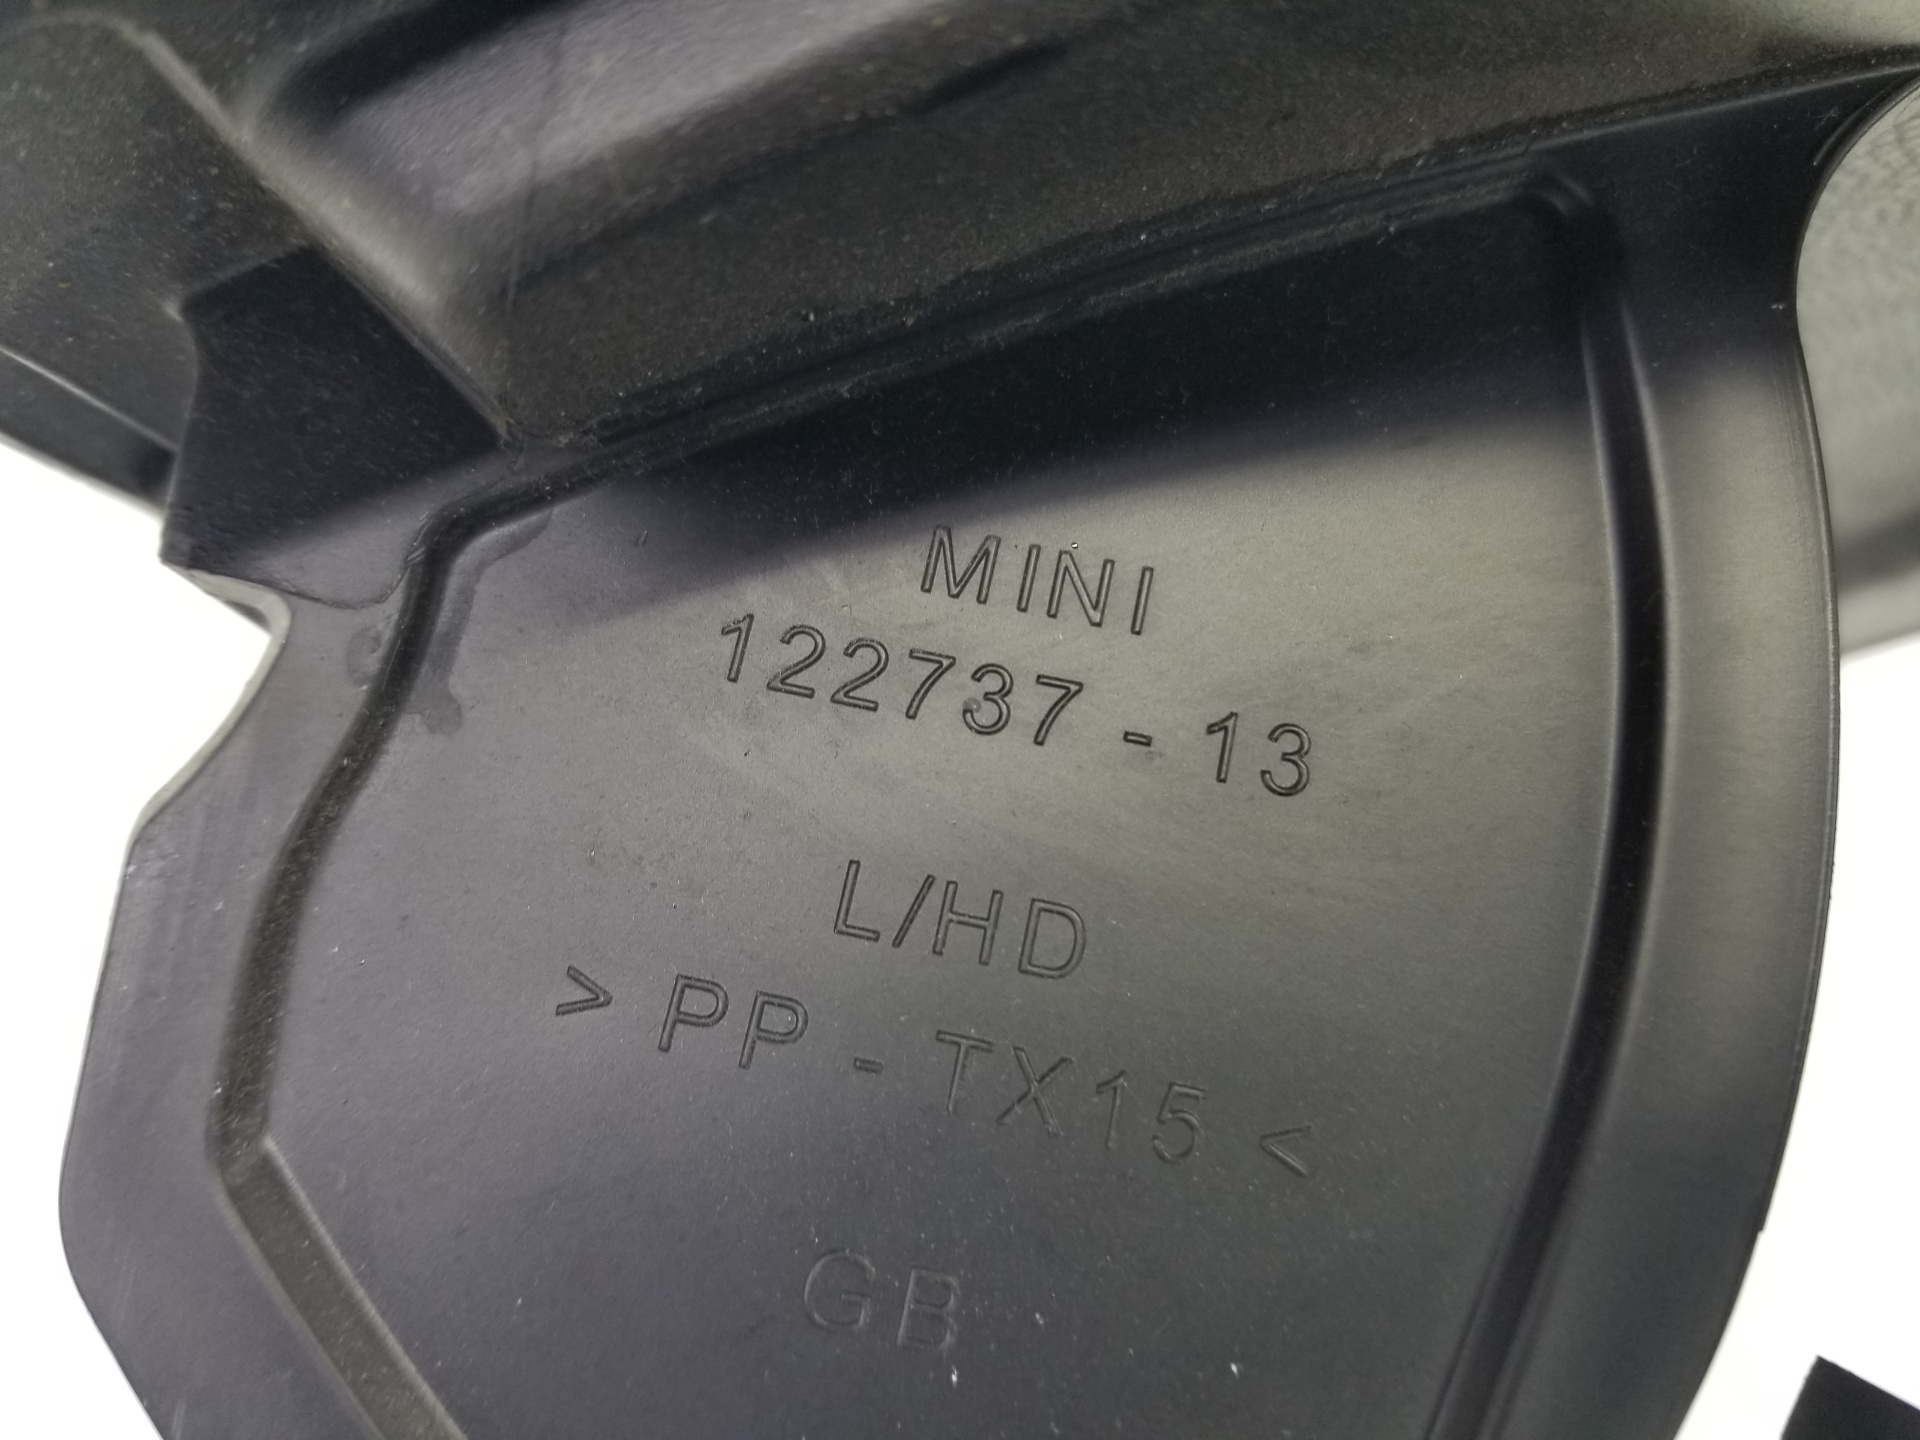 MINI
122737 - 13
L/HD
> PP - TX15 <
GB